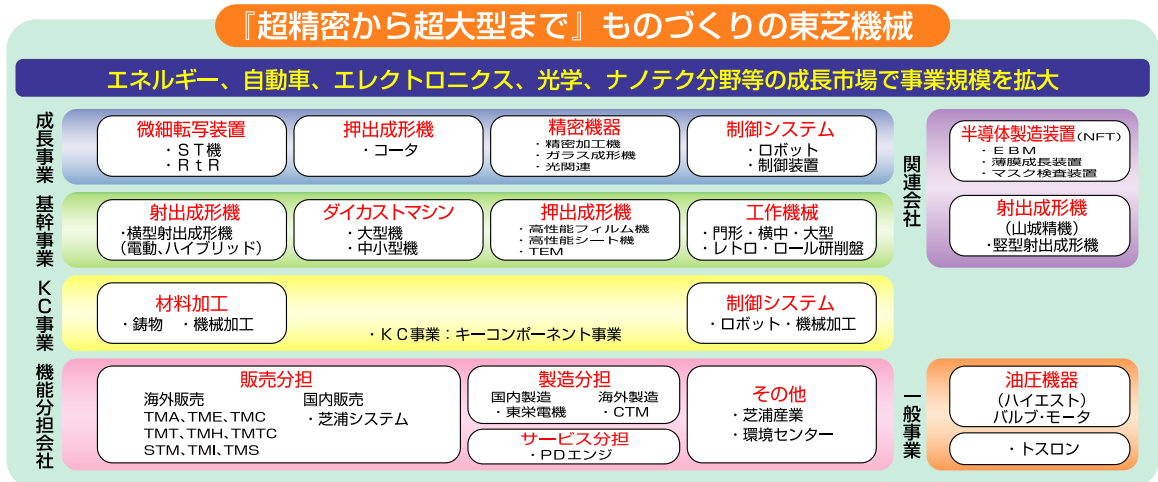 『超精密から超大型まで』ものづくりの東芝機械
エネルギー、自動車、エレクトロニクス、光学、ナノテク分野等の成長市場で事業規模を拡大
成長事業
微細転写装置
・ST機
・RtR
押出成形機
・コータ
精密機器
・精密加工機
・ガラス成形機
・光関連
制御システム
・ロボット
・制御装置
基幹事業
射出成形機
・横型射出成形機
(電動、ハイブリッド)
ダイカストマシン
・大型機
・中小型機
押出成形機
・高性能フィルム機
・高性能シート機
・TEM
工作機械
・門形・横中・大型
・レトロ・ロール研削盤
関連会社
半導体製造装置(NFT)
・EBM
・薄膜成長装置
・マスク検査装置
射出成形機
(山城精機)
・竪型射出成形機
KC事業
材料加工
・鋳物 ・機械加工
・KC事業：キーコンポーネント事業
制御システム
・ロボット・機械加工
機能分担会社
販売分担
海外販売
TMA、TME、TMC
TMT、TMH、TMTC
STM、TMI、TMS
国内販売
・芝浦システム
製造分担
国内製造
・東栄電機
海外製造
・CTM
サービス分担
・PDエンジ
その他
・芝浦産業
・環境センター
一般事業
油圧機器
(ハイエスト)
バルブ・モータ
・トスロン